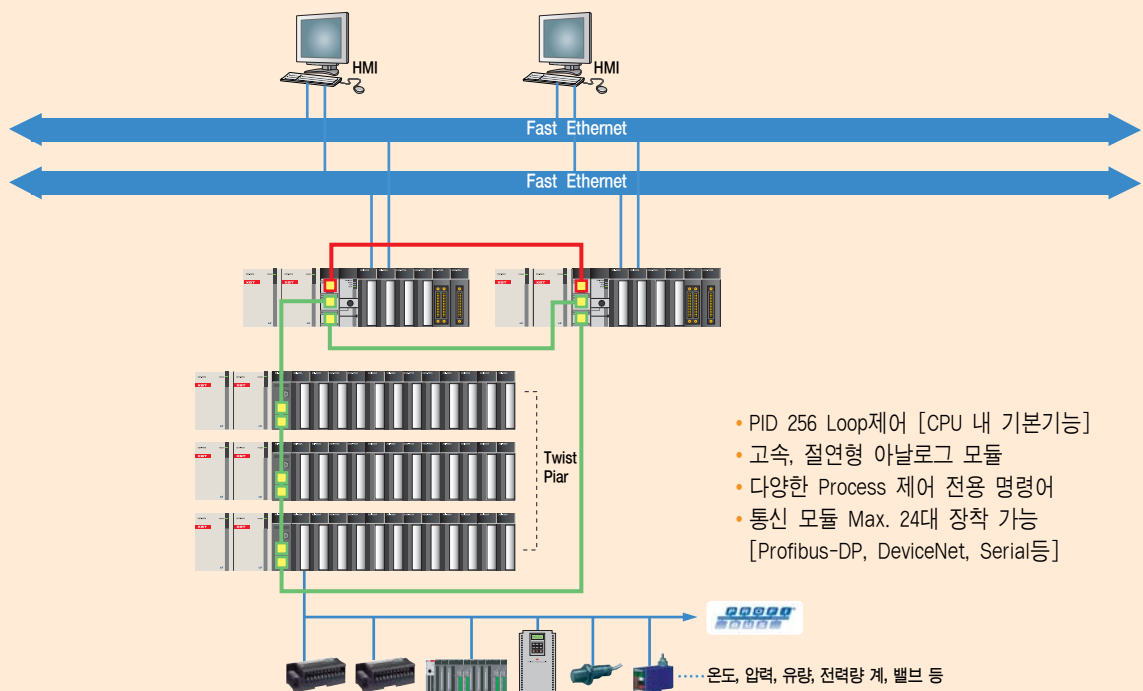 HMI
HMI
Fast Ethernet
Fast Ethernet
Twist
Piar
• PID 256 Loop제어 [CPU 내 기본기능]
• 고속, 절연형 아날로그 모듈
• 다양한 Process 제어 전용 명령어
• 통신 모듈 Max. 24대 장착 가능
[Profibus-DP, DeviceNet, Serial등]
온도, 압력, 유량, 전력량 계, 밸브 등